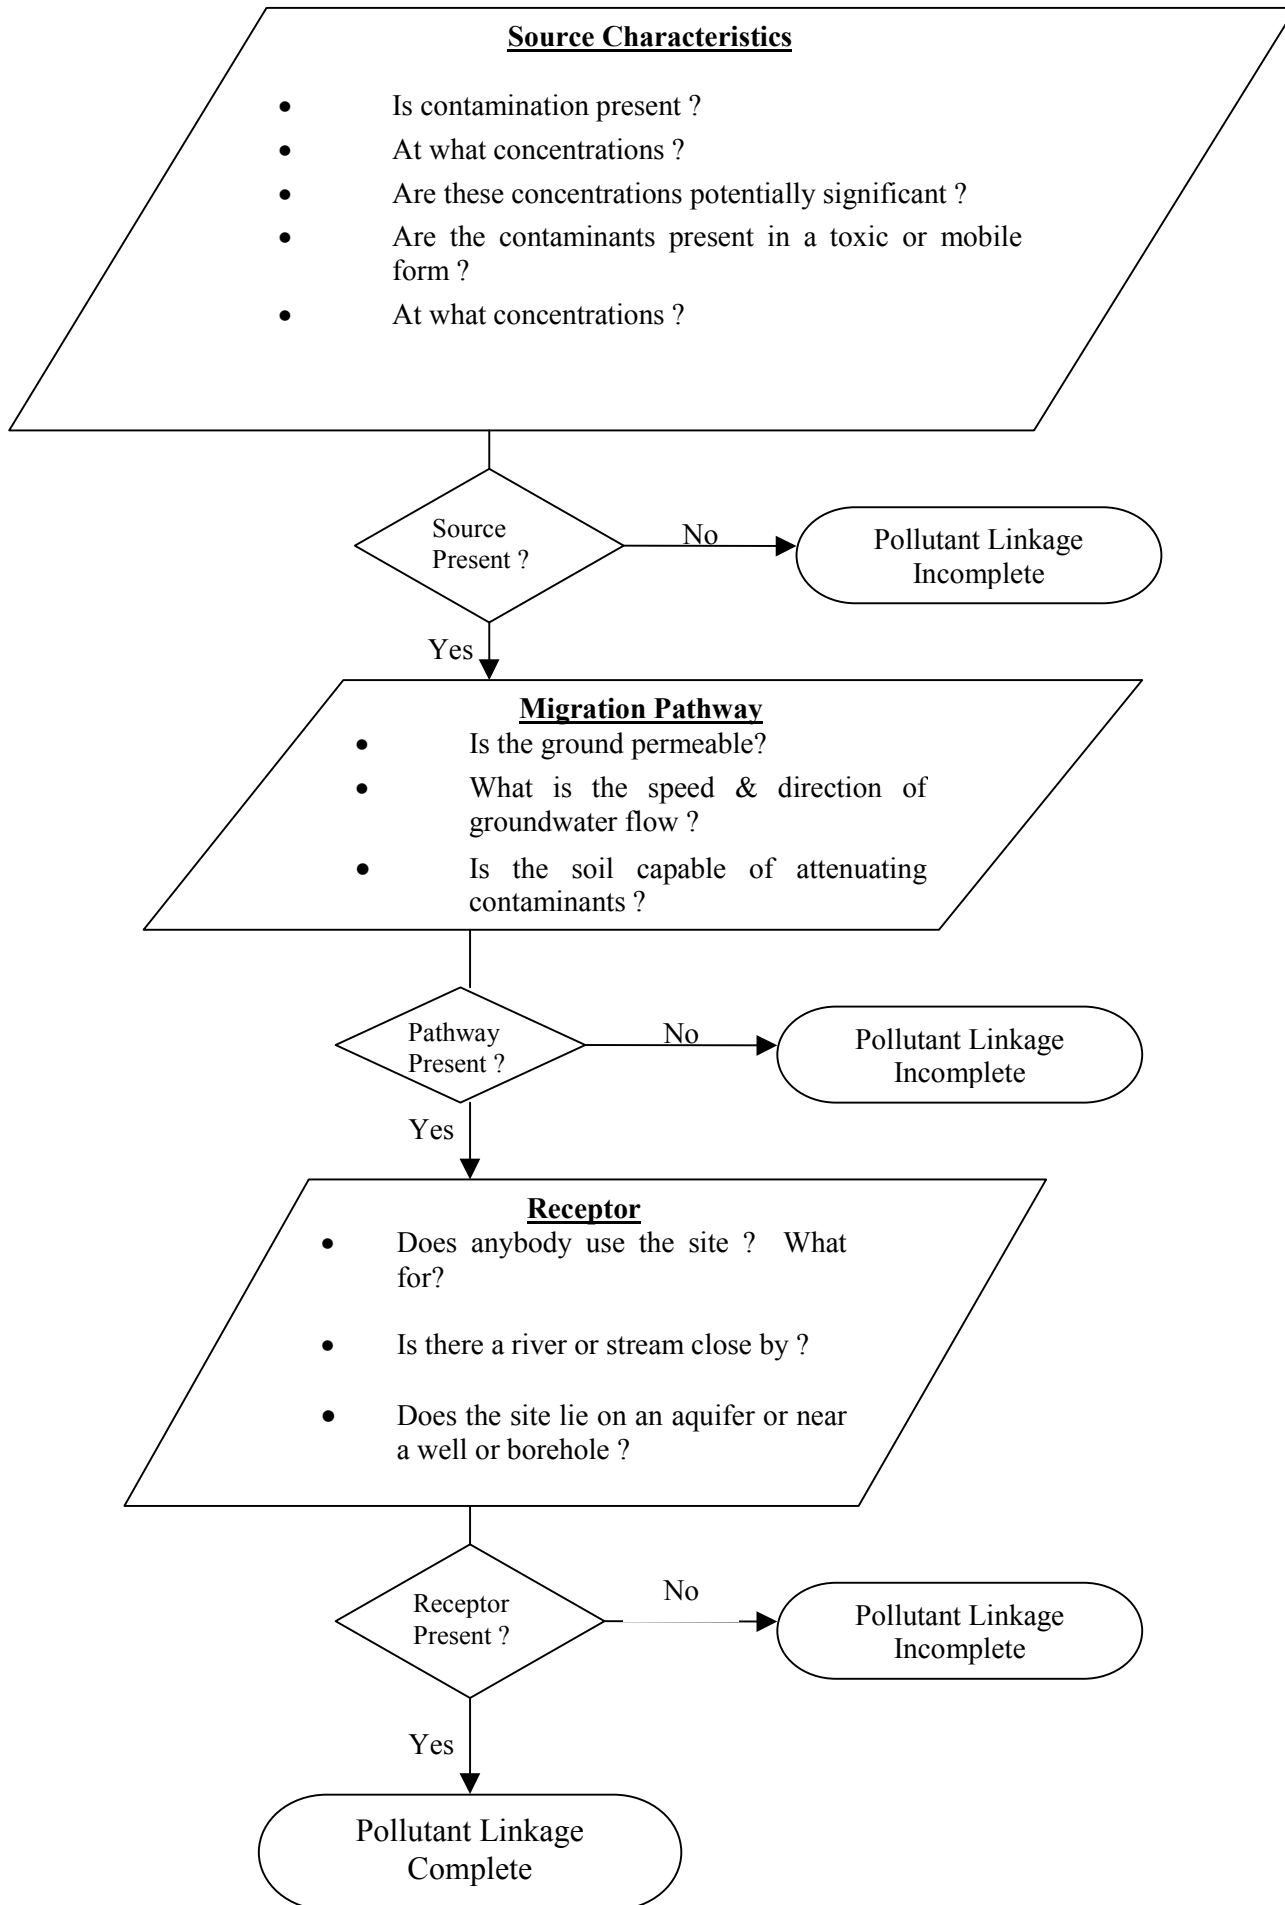 Source Characteristics
• Is contamination present ?
• At what concentrations ?
• Are these concentrations potentially significant ?
• Are the contaminants present in a toxic or mobile
form ?
• At what concentrations ?
Source
Present ?
No
Pollutant Linkage
Incomplete
Yes
Migration Pathway
• Is the ground permeable?
• What is the speed & direction of
groundwater flow ?
• Is the soil capable of attenuating
contaminants ?
Pathway
Present ?
No
Pollutant Linkage
Incomplete
Yes
Receptor
• Does anybody use the site ? What
for?
• Is there a river or stream close by ?
• Does the site lie on an aquifer or near
a well or borehole ?
Receptor
Present ?
No
Pollutant Linkage
Incomplete
Yes
Pollutant Linkage
Complete